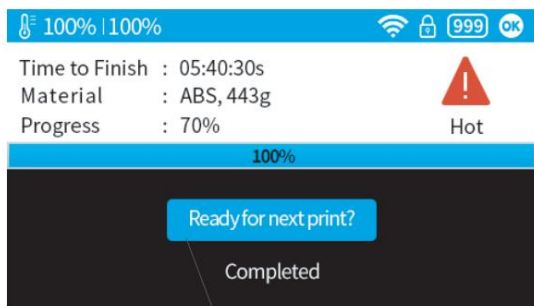 100% | 100% 999 OK
Time to Finish : 05:40:30s
Material : ABS, 443g
Progress : 70%
Hot
100%
Ready for next print?
Completed